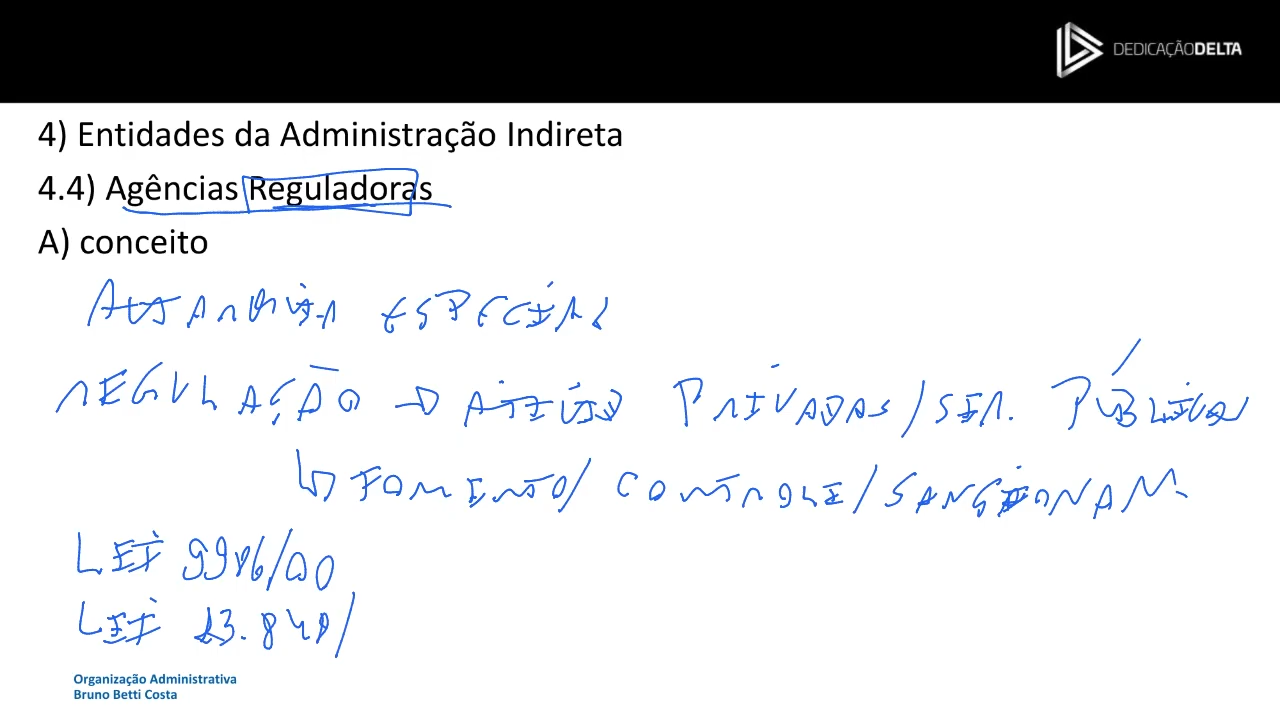 DEDICAÇÃODELTA
4) Entidades da Administração Indireta
4.4) Agências Reguladoras
A) conceito
AUTARQUIA ESPECIAL
REGULAÇÃO → ATIVID PRIVADAS/SER. PÚBLICO
↳ FOMENTO/ CONTROLE/ SANCIONAM
LEI 9986/00
LEI 13.848/
Organização Administrativa
Bruno Betti Costa